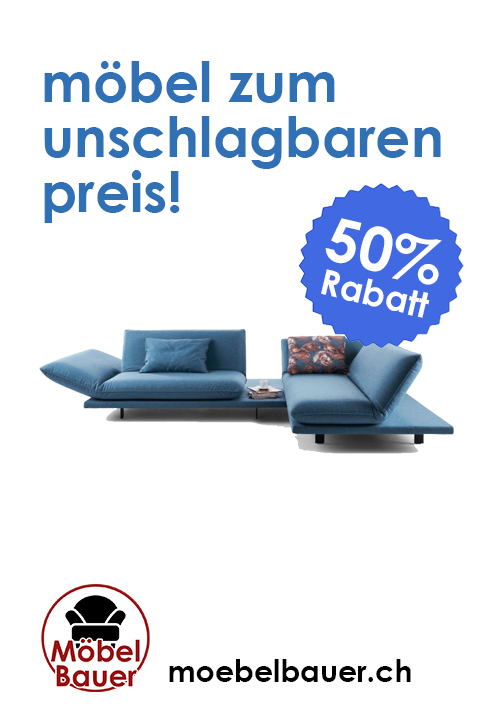 möbel zum
unschlagbaren
preis!
50%
Rabatt
Möbel
Bauer
moebelbauer.ch